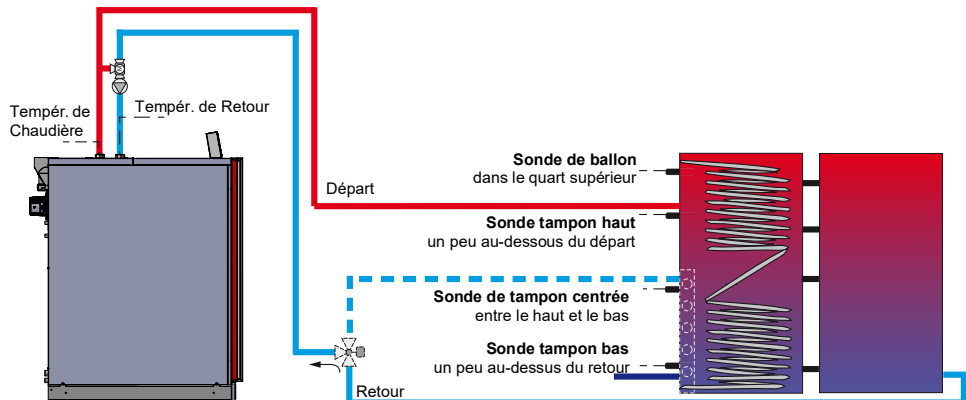 Tempér. de
Chaudière
Tempér. de Retour
Départ
Sonde de ballon
dans le quart supérieur
Sonde tampon haut
un peu au-dessous du départ
Sonde de tampon centrée
entre le haut et le bas
Sonde tampon bas
un peu au-dessus du retour
Retour